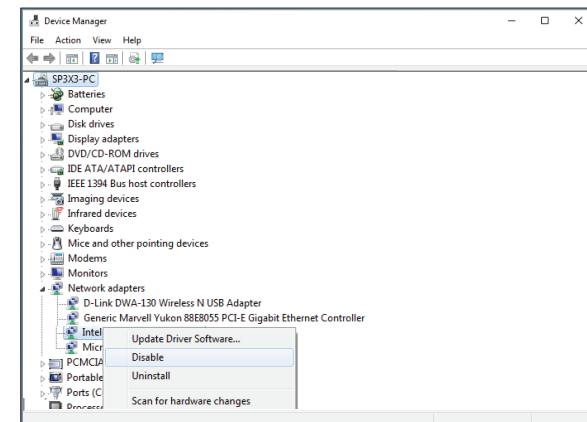 Device Manager
File Action View Help
SP3X3-PC
Batteries
Computer
Disk drives
Display adapters
DVD/CD-ROM drives
IDE ATA/ATAPI controllers
IEEE 1394 Bus host controllers
Imaging devices
Infrared devices
Keyboards
Mice and other pointing devices
Modems
Monitors
Network adapters
D-Link DWA-130 Wireless N USB Adapter
Generic Marvell Yukon 88E8055 PCI-E Gigabit Ethernet Controller
Intel
Micr
Update Driver Software...
Disable
Uninstall
Scan for hardware changes
PCMCIA
Portable
Ports (C
Processo